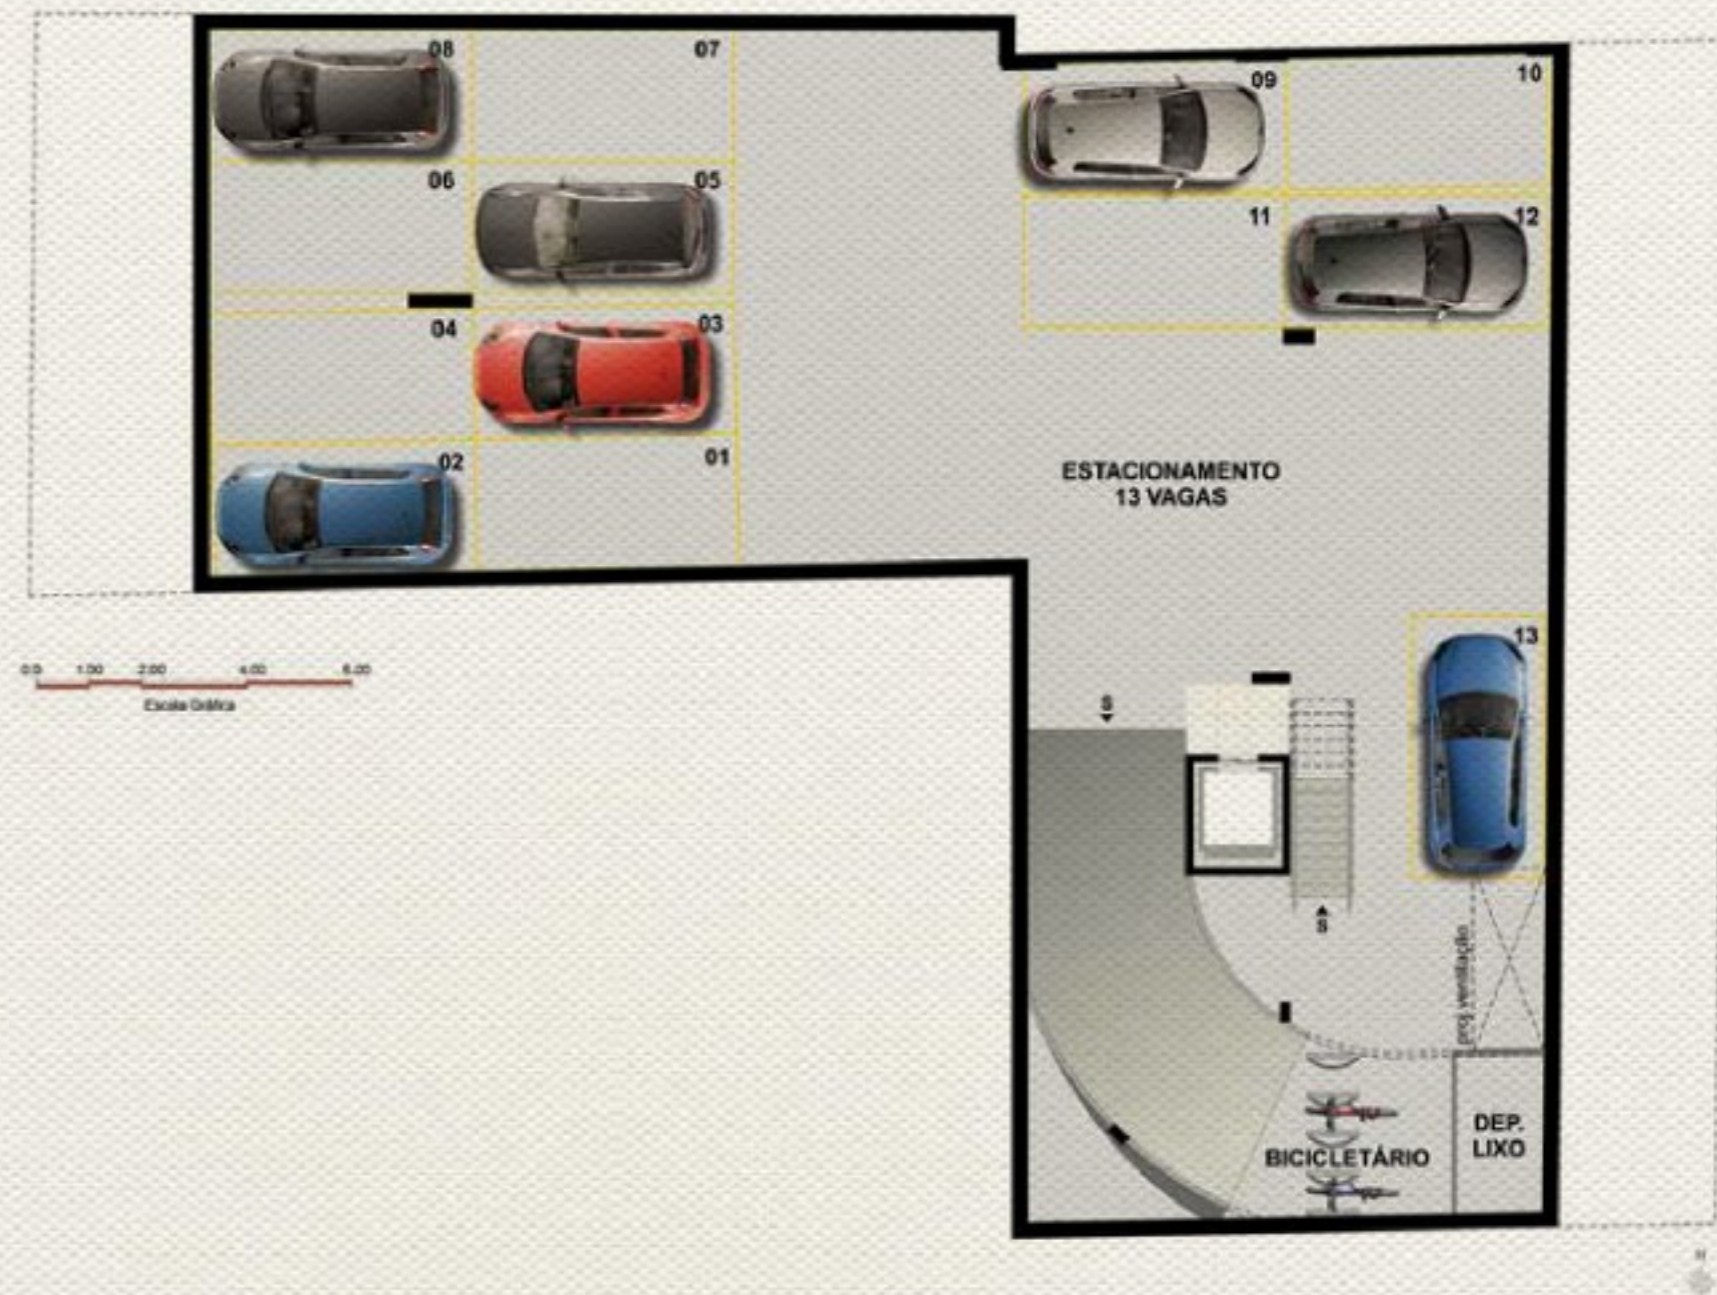 08
07
09
10
06
05
11
12
04
03
02
01
ESTACIONAMENTO
13 VAGAS
13
0.0 1.00 2.00 4.00 6.00
Escala Gráfica
S
S
proj ventilação
DEP.
LIXO
BICICLETÁRIO
N